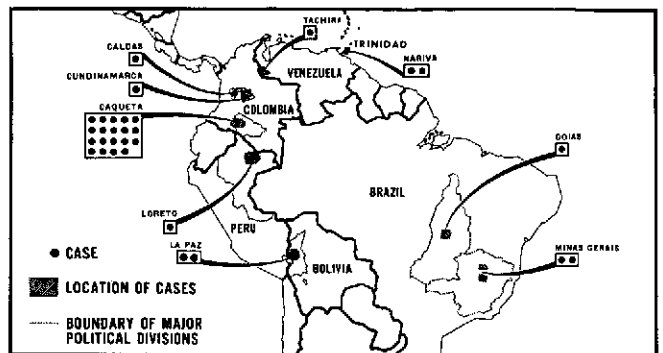 TACHIRA
CALDAS
TRINIDAD
NARIVA
CUNDINAMARCA
VENEZUELA
CAQUETA
COLOMBIA
GOIAS
BRAZIL
LORETO
PERU
LA PAZ
MINAS GERAIS
BOLIVIA
CASE
LOCATION OF CASES
BOUNDARY OF MAJOR
POLITICAL DIVISIONS